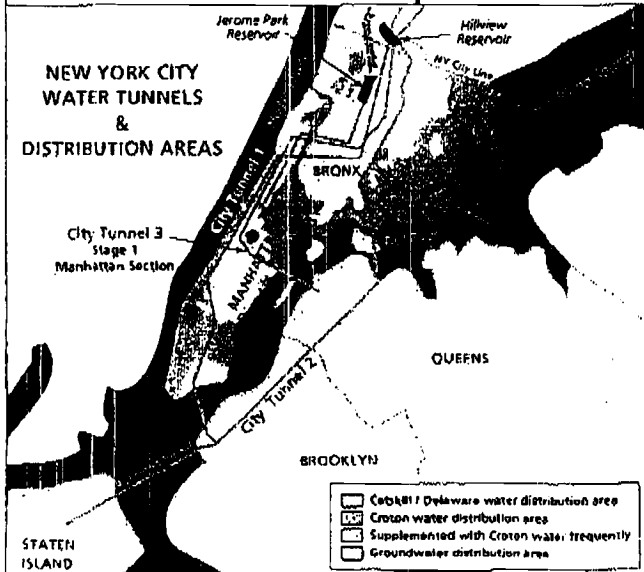 Jerome Park
Reservoir
Hillview
Reservoir
NY City Line
NEW YORK CITY
WATER TUNNELS
&
DISTRIBUTION AREAS
City Tunnel 1
BRONX
City Tunnel 3
Stage 1
Manhattan Section
MANHATTAN
QUEENS
City Tunnel 2
BROOKLYN
STATEN
ISLAND
Catskill / Delaware water distribution area
Croton water distribution area
Supplemented with Croton water frequently
Groundwater distribution area